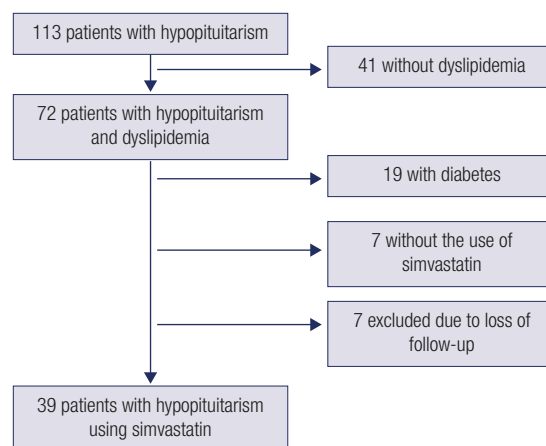 113 patients with hypopituitarism
41 without dyslipidemia
72 patients with hypopituitarism
and dyslipidemia
19 with diabetes
7 without the use of
simvastatin
7 excluded due to loss of
follow-up
39 patients with hypopituitarism
using simvastatin